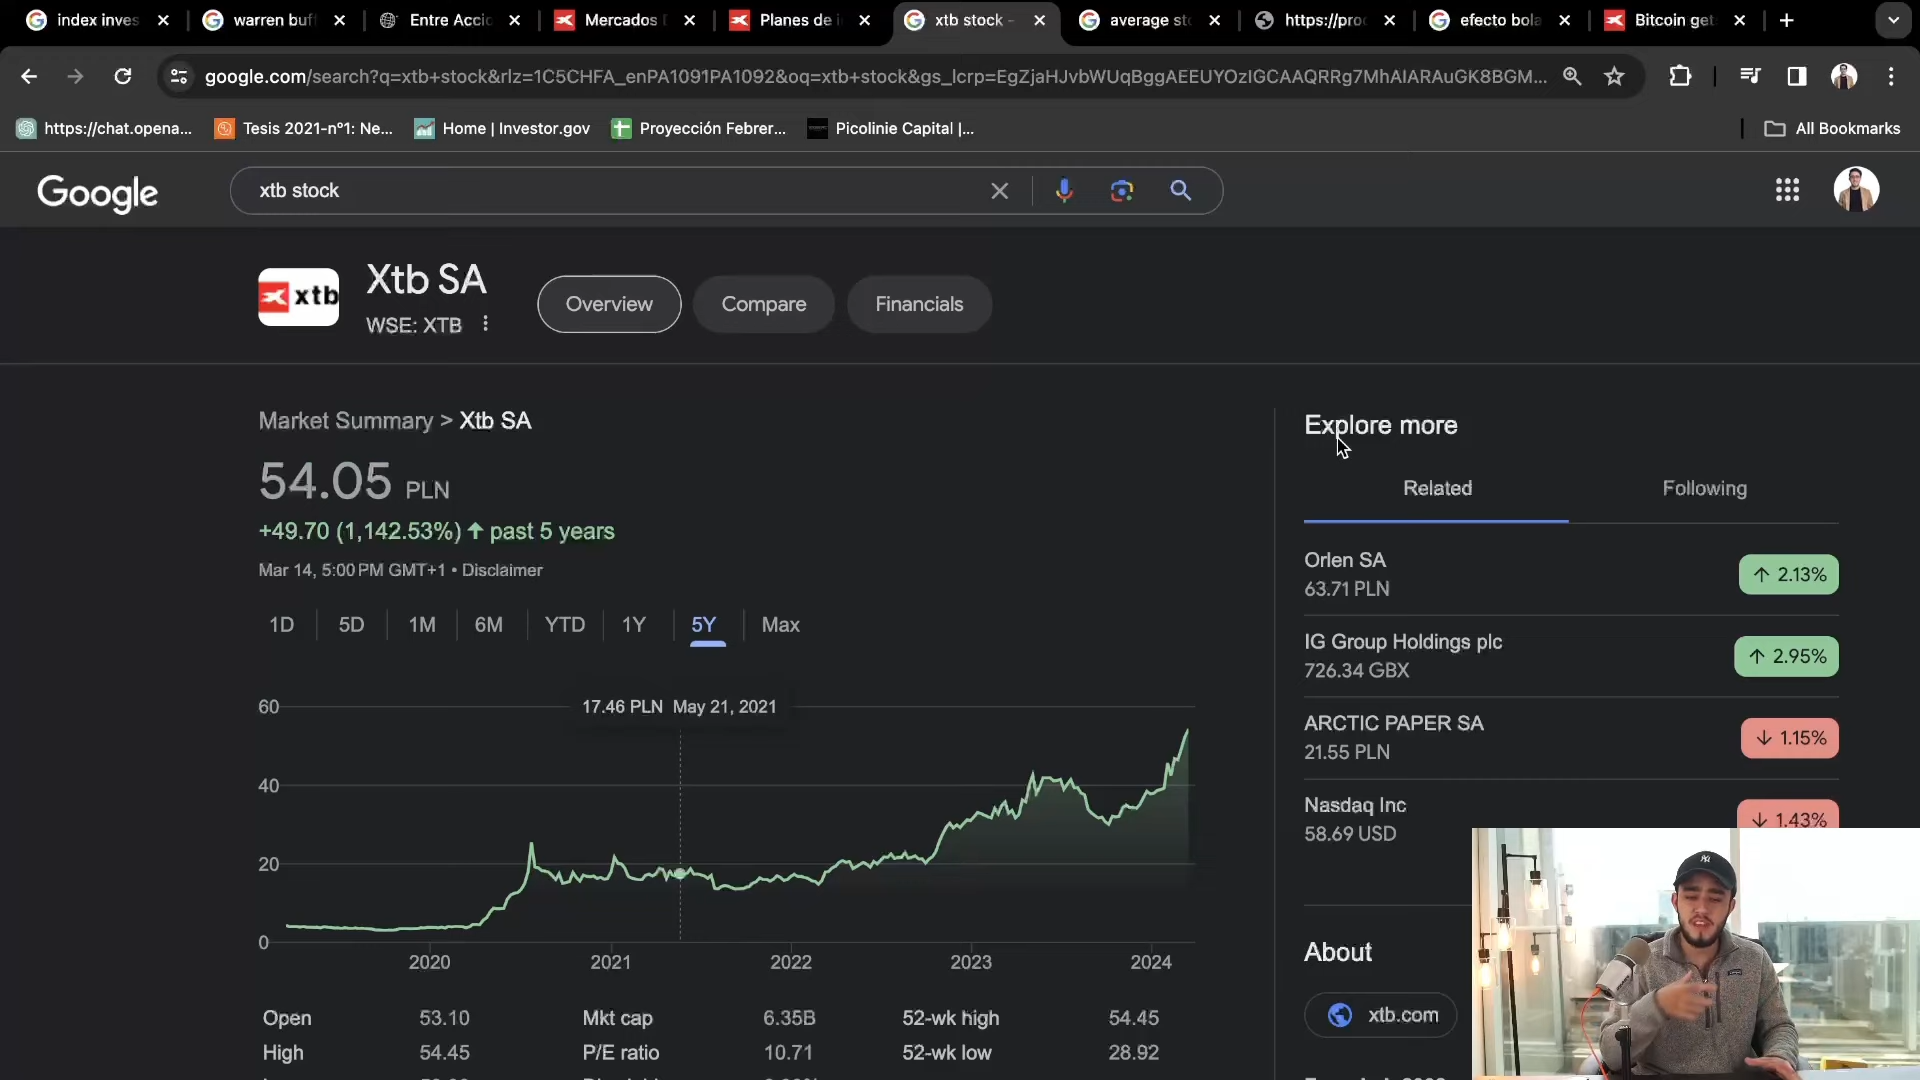 index inves
warren buf
Entre Accio
Mercados
Planes de i
xtb stock -
average sto
https://pro
efecto bola
Bitcoin get
google.com/search?q=xtb+stock&rlz=1C5CHFA_enPA1091PA1092&oq=xtb+stock&gs_lcrp=EgZjaHJvbWUqBggAEEUYOzIGCAAQRRg7MhAIARAuGK8BGM...
https://chat.opena...
Tesis 2021-nº1: Ne...
Home | Investor.gov
Proyección Febrer...
Picolinie Capital |...
All Bookmarks
Google
xtb stock
xtb
Xtb SA
WSE: XTB
Overview
Compare
Financials
Market Summary > Xtb SA
54.05 PLN
+49.70 (1,142.53%) ↑ past 5 years
Mar 14, 5:00 PM GMT+1 • Disclaimer
1D 5D 1M 6M YTD 1Y 5Y Max
17.46 PLN May 21, 2021
60
40
20
0
2020 2021 2022 2023 2024
Open 53.10 Mkt cap 6.35B 52-wk high 54.45
High 54.45 P/E ratio 10.71 52-wk low 28.92
Explore more
Related Following
Orlen SA
63.71 PLN
↑ 2.13%
IG Group Holdings plc
726.34 GBX
↑ 2.95%
ARCTIC PAPER SA
21.55 PLN
↓ 1.15%
Nasdaq Inc
58.69 USD
↓ 1.43%
About
xtb.com